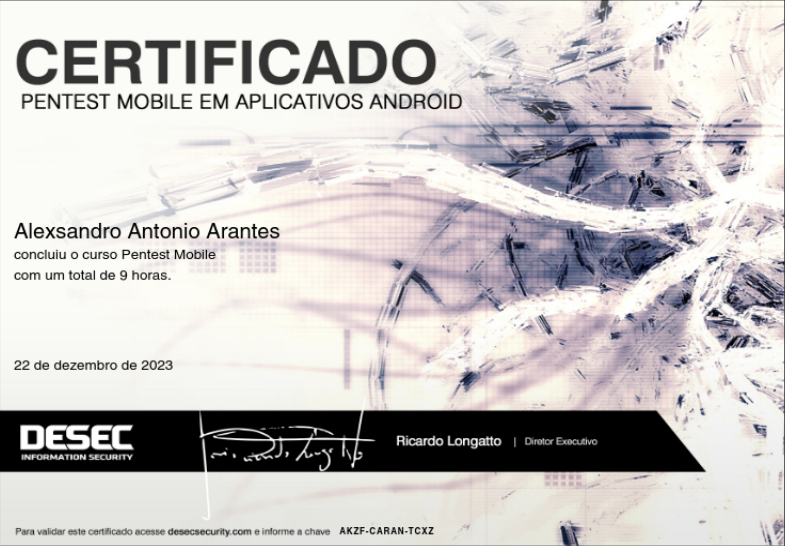 CERTIFICADO
PENTEST MOBILE EM APLICATIVOS ANDROID
Alexsandro Antonio Arantes
concluiu o curso Pentest Mobile
com um total de 9 horas.
22 de dezembro de 2023
DESEC
INFORMATION SECURITY
Ricardo Longatto | Diretor Executivo
Para validar este certificado acesse desecsecurity.com e informe a chave AKZF-CARAN-TCXZ